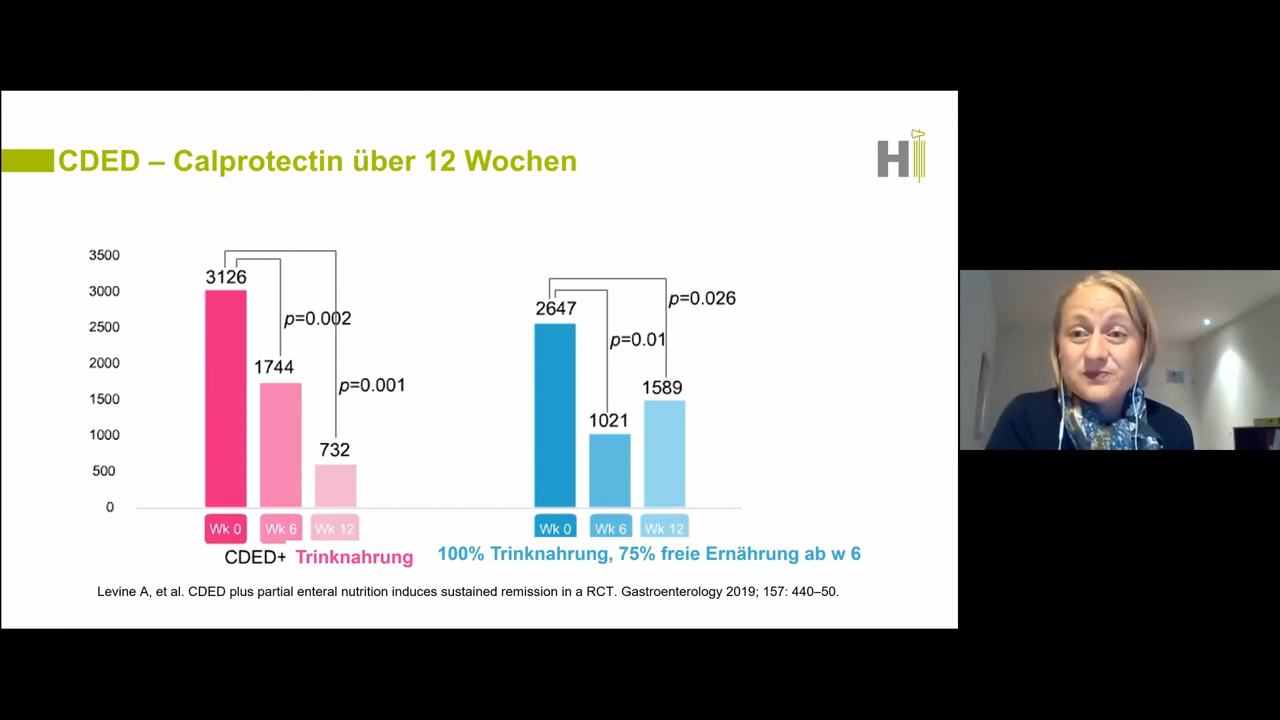 CDED – Calprotectin über 12 Wochen
H
3500
3000
2500
2000
1500
1000
500
0
3126
1744
732
p=0.002
p=0.001
2647
1021
1589
p=0.01
p=0.026
Wk 0 Wk 6 Wk 12
Wk 0 Wk 6 Wk 12
CDED+ Trinknahrung
100% Trinknahrung, 75% freie Ernährung ab w 6
Levine A, et al. CDED plus partial enteral nutrition induces sustained remission in a RCT. Gastroenterology 2019; 157: 440–50.